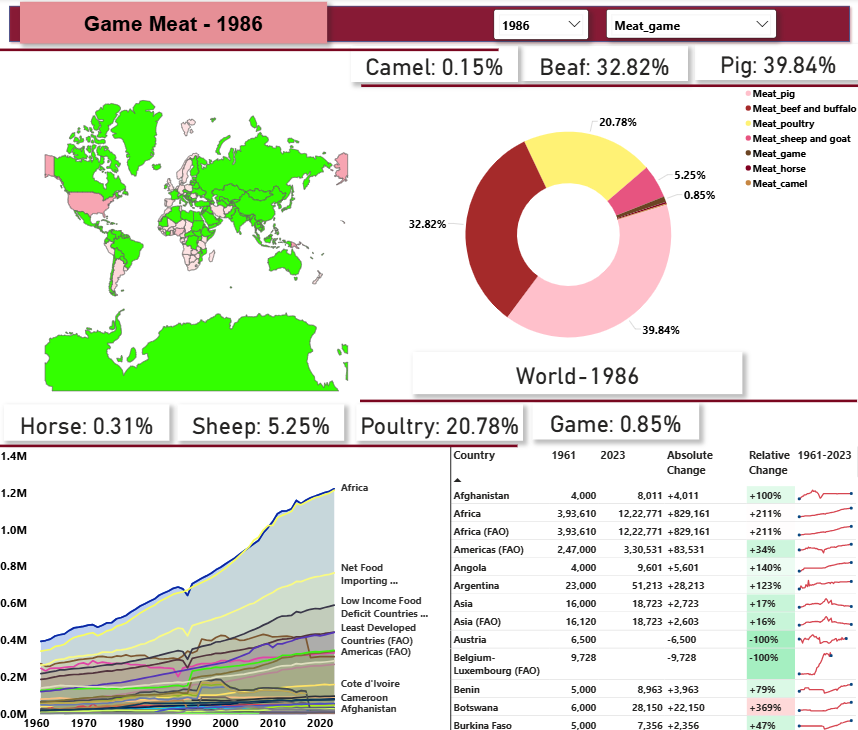 Game Meat - 1986
1986
Meat_game
Camel: 0.15%
Beaf: 32.82%
Pig: 39.84%
Meat_pig
Meat_beef and buffalo
Meat_poultry
Meat_sheep and goat
Meat_game
Meat_horse
Meat_camel
20.78%
5.25%
0.85%
32.82%
39.84%
World-1986
Horse: 0.31%
Sheep: 5.25%
Poultry: 20.78%
Game: 0.85%
1.4M
1.2M
1.0M
0.8M
0.6M
0.4M
0.2M
0.0M
1960 1970 1980 1990 2000 2010 2020
Africa
Net Food
Importing ...
Low Income Food
Deficit Countries ...
Least Developed
Countries (FAO)
Americas (FAO)
Cote d'Ivoire
Cameroon
Afghanistan
Country 1961 2023 Absolute Change Relative Change 1961-2023
Afghanistan 4,000 8,011 +4,011 +100%
Africa 3,93,610 12,22,771 +829,161 +211%
Africa (FAO) 3,93,610 12,22,771 +829,161 +211%
Americas (FAO) 2,47,000 3,30,531 +83,531 +34%
Angola 4,000 9,601 +5,601 +140%
Argentina 23,000 51,213 +28,213 +123%
Asia 16,000 18,723 +2,723 +17%
Asia (FAO) 16,120 18,723 +2,603 +16%
Austria 6,500 -6,500 -100%
Belgium-Luxembourg (FAO) 9,728 -9,728 -100%
Benin 5,000 8,963 +3,963 +79%
Botswana 6,000 28,150 +22,150 +369%
Burkina Faso 5,000 7,356 +2,356 +47%